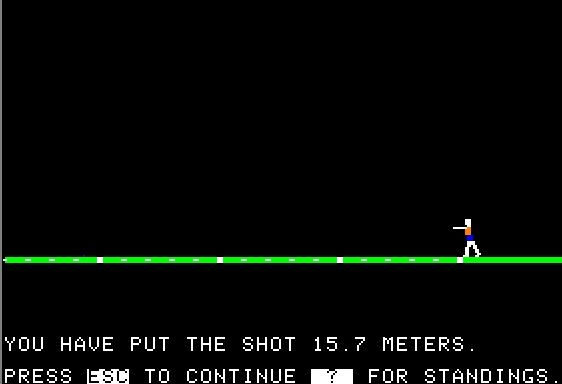 YOU HAVE PUT THE SHOT 15.7 METERS.
PRESS ESC TO CONTINUE ? FOR STANDINGS.